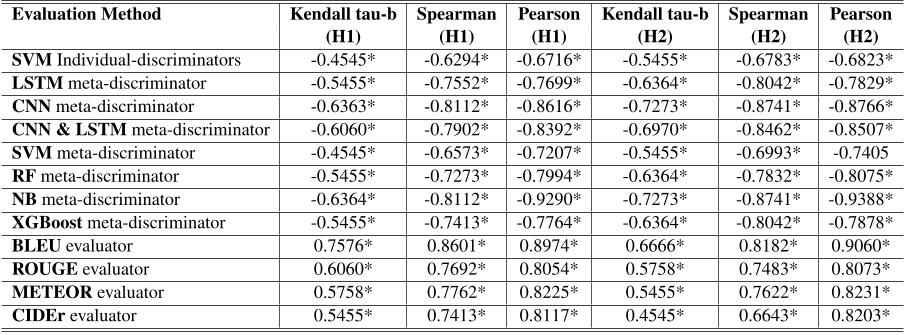 Evaluation Method Kendall tau-b Spearman Pearson Kendall tau-b Spearman Pearson
(H1) (H1) (H1) (H2) (H2) (H2)
SVM Individual-discriminators -0.4545* -0.6294* -0.6716* -0.5455* -0.6783* -0.6823*
LSTM meta-discriminator -0.5455* -0.7552* -0.7699* -0.6364* -0.8042* -0.7829*
CNN meta-discriminator -0.6363* -0.8112* -0.8616* -0.7273* -0.8741* -0.8766*
CNN & LSTM meta-discriminator -0.6060* -0.7902* -0.8392* -0.6970* -0.8462* -0.8507*
SVM meta-discriminator -0.4545* -0.6573* -0.7207* -0.5455* -0.6993* -0.7405
RF meta-discriminator -0.5455* -0.7273* -0.7994* -0.6364* -0.7832* -0.8075*
NB meta-discriminator -0.6364* -0.8112* -0.9290* -0.7273* -0.8741* -0.9388*
XGBoost meta-discriminator -0.5455* -0.7413* -0.7764* -0.6364* -0.8042* -0.7878*
BLEU evaluator 0.7576* 0.8601* 0.8974* 0.6666* 0.8182* 0.9060*
ROUGE evaluator 0.6060* 0.7692* 0.8054* 0.5758* 0.7483* 0.8073*
METEOR evaluator 0.5758* 0.7762* 0.8225* 0.4545* 0.7622* 0.8231*
CIDEr evaluator 0.5455* 0.7413* 0.8117* 0.4545* 0.6643* 0.8203*